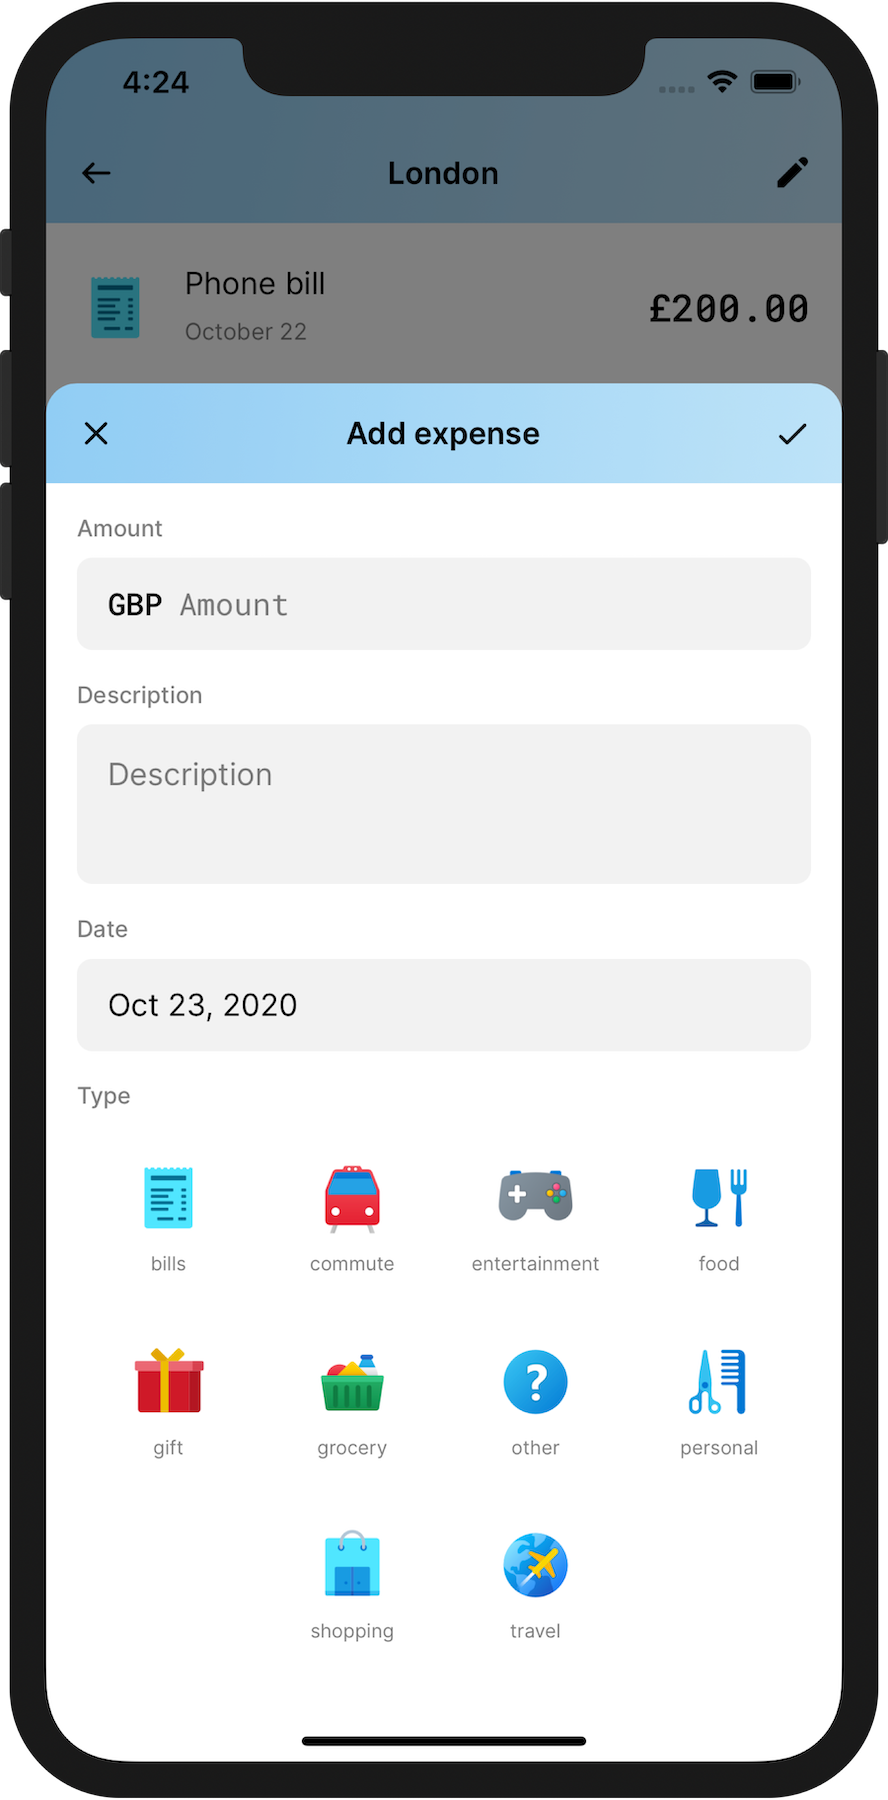 4:24
London
Phone bill
October 22
£200.00
Add expense
Amount
GBP Amount
Description
Description
Date
Oct 23, 2020
Type
bills commute entertainment food
gift grocery other personal
shopping travel